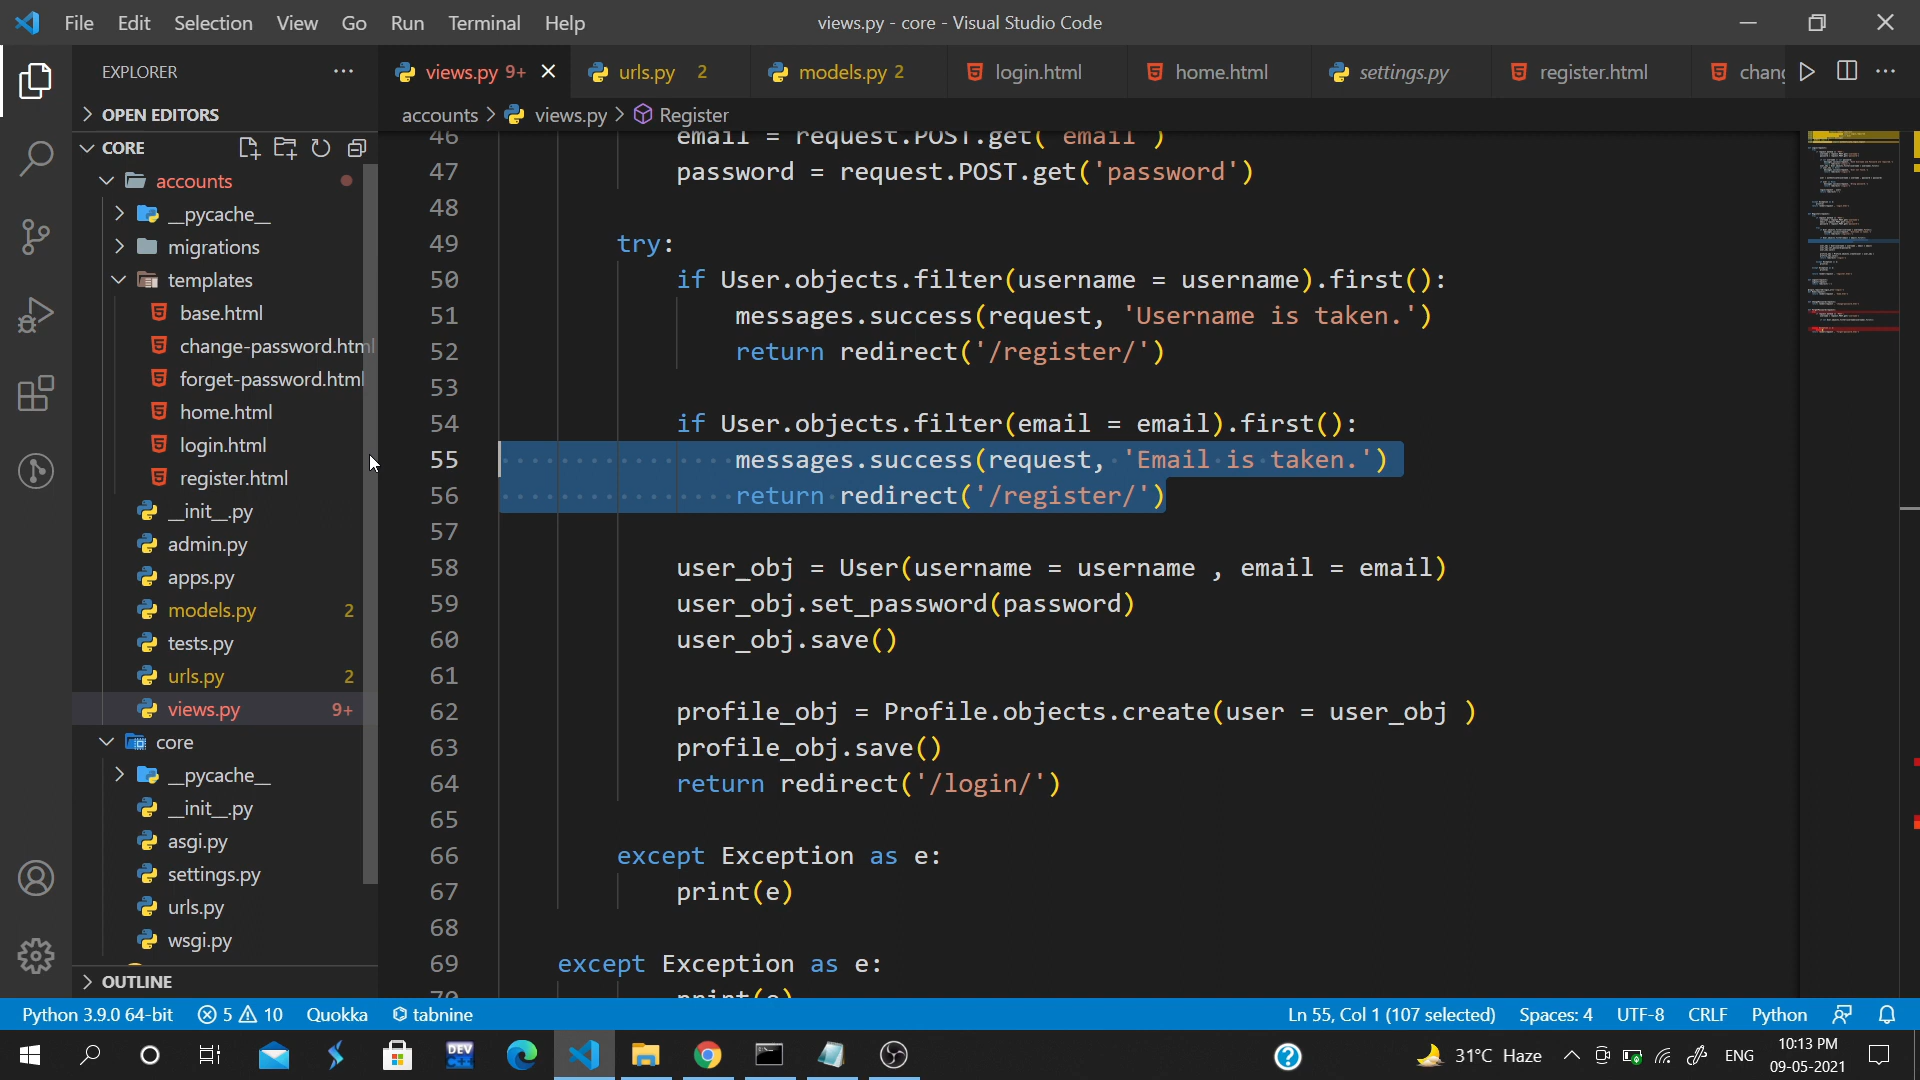 File Edit Selection View Go Run Terminal Help
views.py - core - Visual Studio Code
EXPLORER
views.py 9+
urls.py 2
models.py 2
login.html
home.html
settings.py
register.html
chang
OPEN EDITORS
accounts > views.py > Register
CORE
accounts
__pycache__
migrations
templates
base.html
change-password.html
forget-password.html
home.html
login.html
register.html
__init__.py
admin.py
apps.py
models.py 2
tests.py
urls.py 2
views.py 9+
core
__pycache__
__init__.py
asgi.py
settings.py
urls.py
wsgi.py
OUTLINE
46 email = request.POST.get('email')
47 password = request.POST.get('password')
48
49 try:
50 if User.objects.filter(username = username).first():
51 messages.success(request, 'Username is taken.')
52 return redirect('/register/')
53
54 if User.objects.filter(email = email).first():
55 messages.success(request, 'Email is taken.')
56 return redirect('/register/')
57
58 user_obj = User(username = username , email = email)
59 user_obj.set_password(password)
60 user_obj.save()
61
62 profile_obj = Profile.objects.create(user = user_obj )
63 profile_obj.save()
64 return redirect('/login/')
65
66 except Exception as e:
67 print(e)
68
69 except Exception as e:
70 print(e)
Python 3.9.0 64-bit 5 10 Quokka tabnine
Ln 55, Col 1 (107 selected) Spaces: 4 UTF-8 CRLF Python
DEV C++
31°C Haze ENG
10:13 PM
09-05-2021